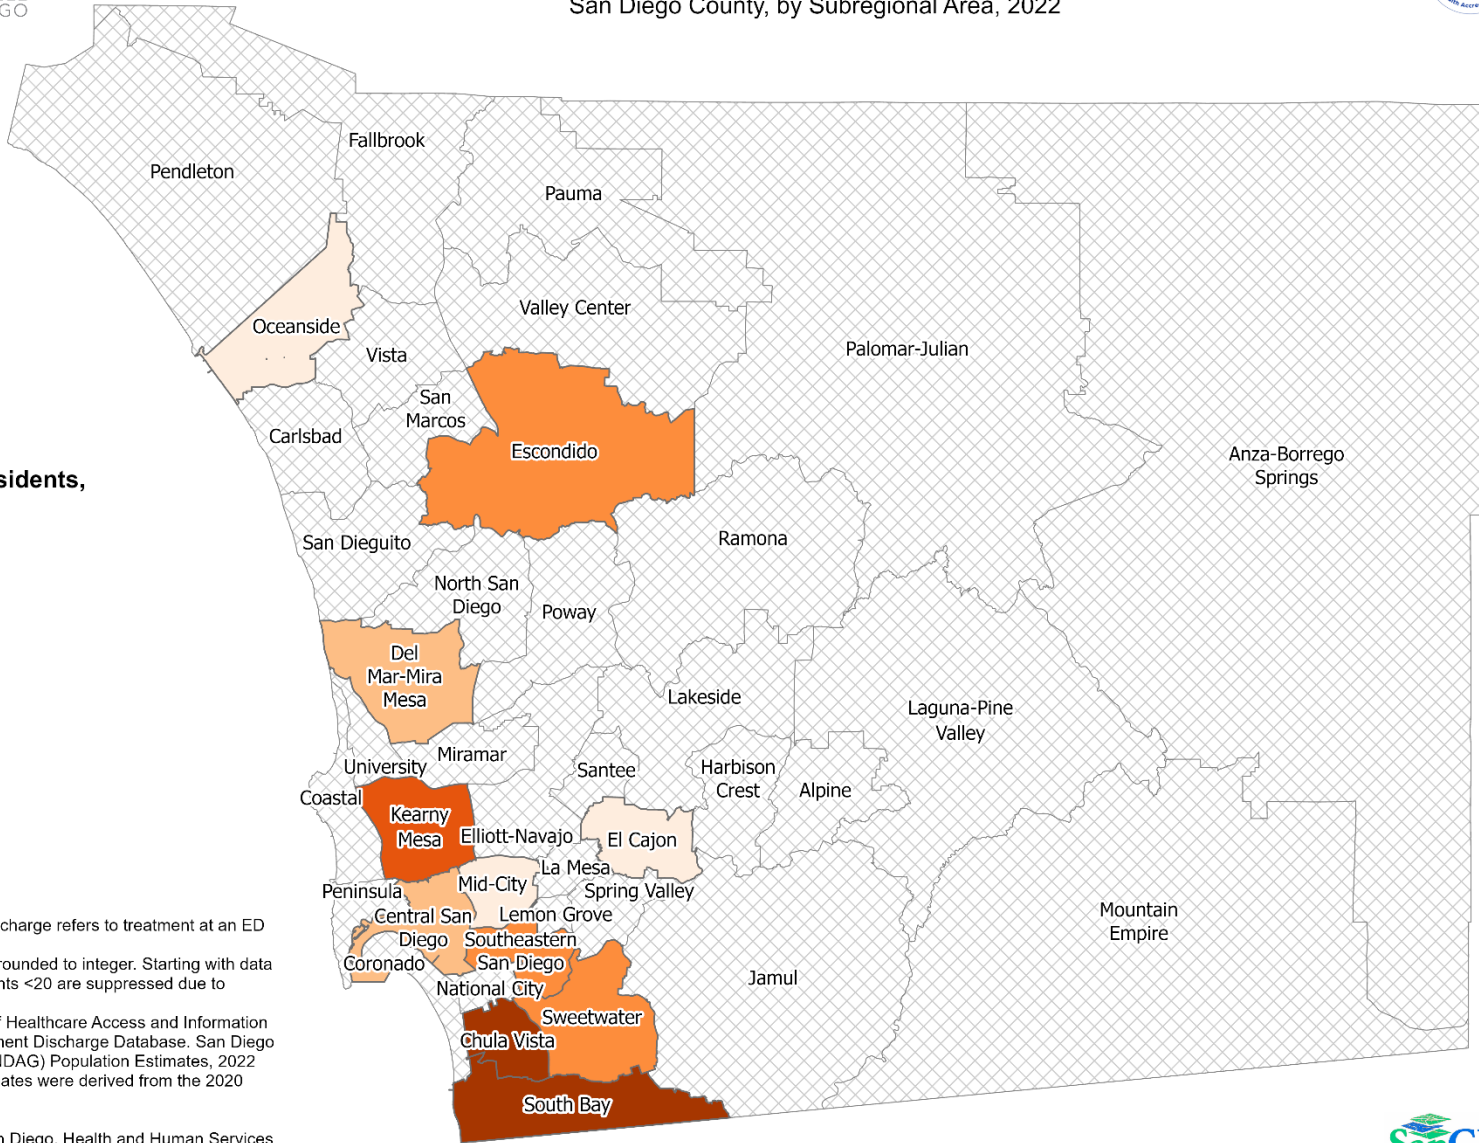 GO
San Diego County, by Subregional Area, 2022
Fallbrook
Pendleton
Pauma
Valley Center
Oceanside
Vista
Palomar-Julian
San
Marcos
Carlsbad
Escondido
Anza-Borrego
Springs
sidents,
San Dieguito
Ramona
North San
Diego
Poway
Del
Mar-Mira
Mesa
Lakeside
Laguna-Pine
Valley
Miramar
University
Santee
Harbison
Crest
Alpine
Coastal
Kearny
Mesa
Elliott-Navajo
El Cajon
La Mesa
Mid-City
Peninsula
Spring Valley
Central San
Diego
Lemon Grove
Mountain
Empire
Southeastern
San Diego
Coronado
Jamul
National City
Sweetwater
Chula Vista
South Bay
charge refers to treatment at an ED
rounded to integer. Starting with data
nts <20 are suppressed due to
f Healthcare Access and Information
nent Discharge Database. San Diego
NDAG) Population Estimates, 2022
ates were derived from the 2020
n Diego, Health and Human Services